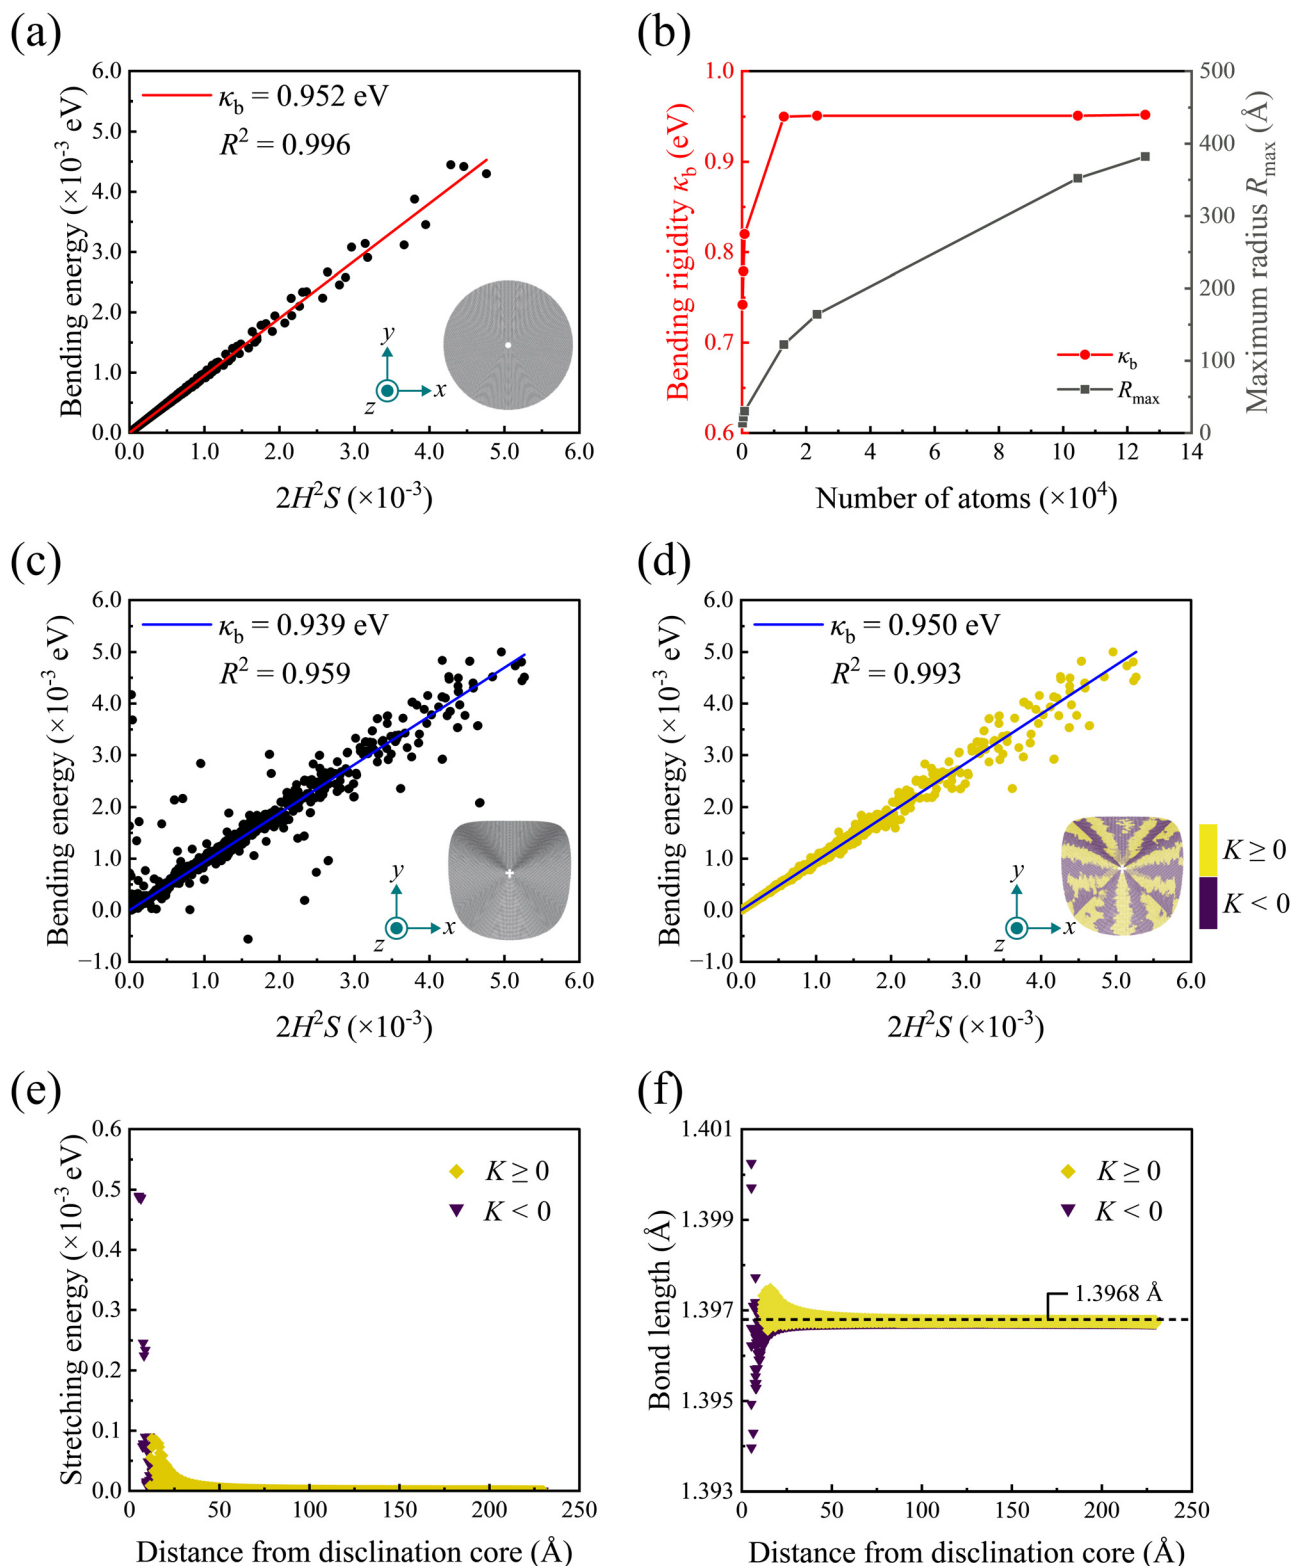 (a)
6.0
5.0
4.0
3.0
2.0
1.0
0.0
0.0
1.0
2.0
3.0
4.0
5.0
6.0
Bending energy (×10⁻³ eV)
2H²S (×10⁻³)
κb = 0.952 eV
R² = 0.996
y
x
z
(b)
1.0
0.9
0.8
0.7
0.6
Bending rigidity κb (eV)
500
400
300
200
100
0
Maximum radius Rmax (Å)
κb
Rmax
0
2
4
6
8
10
12
14
Number of atoms (×10⁴)
(c)
6.0
5.0
4.0
3.0
2.0
1.0
0.0
−1.0
0.0
1.0
2.0
3.0
4.0
5.0
6.0
Bending energy (×10⁻³ eV)
2H²S (×10⁻³)
κb = 0.939 eV
R² = 0.959
y
x
z
(d)
6.0
5.0
4.0
3.0
2.0
1.0
0.0
−1.0
0.0
1.0
2.0
3.0
4.0
5.0
6.0
Bending energy (×10⁻³ eV)
2H²S (×10⁻³)
κb = 0.950 eV
R² = 0.993
y
x
z
K ≥ 0
K < 0
(e)
0.6
0.5
0.4
0.3
0.2
0.1
0.0
0
50
100
150
200
250
Stretching energy (×10⁻³ eV)
Distance from disclination core (Å)
K ≥ 0
K < 0
(f)
1.401
1.399
1.397
1.395
1.393
0
50
100
150
200
250
Bond length (Å)
Distance from disclination core (Å)
K ≥ 0
K < 0
1.3968 Å